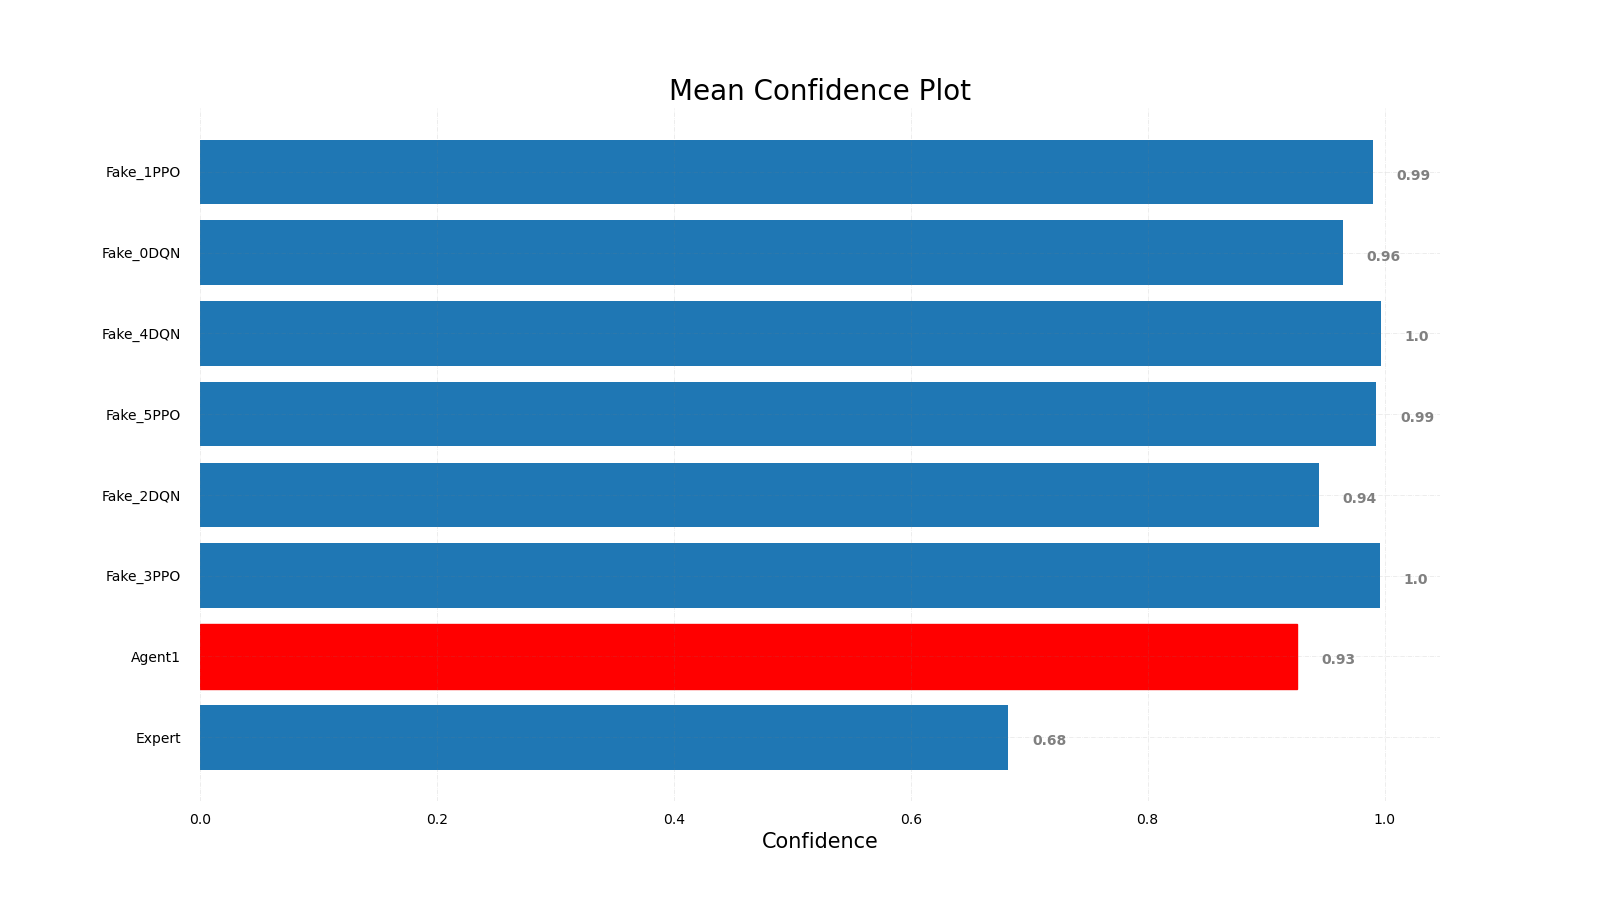 Mean Confidence Plot
Fake_1PPO 0.99
Fake_0DQN 0.96
Fake_4DQN 1.0
Fake_5PPO 0.99
Fake_2DQN 0.94
Fake_3PPO 1.0
Agent1 0.93
Expert 0.68
0.0 0.2 0.4 0.6 0.8 1.0
Confidence